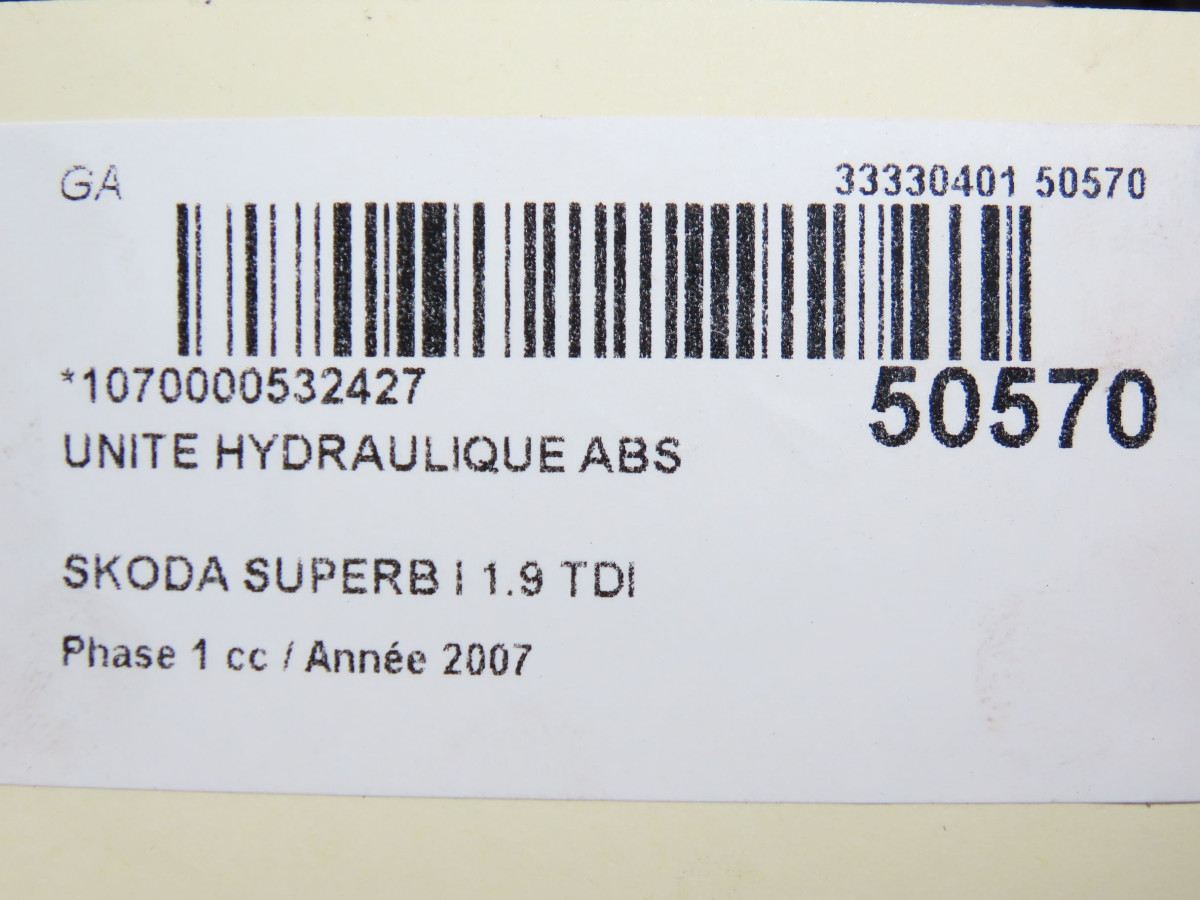 GA
33330401 50570
*1070000532427
50570
UNITE HYDRAULIQUE ABS
SKODA SUPERB I 1.9 TDI
Phase 1 cc / Année 2007